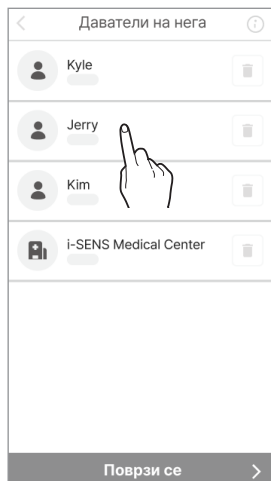 Даватели на нега
Kyle
Jerry
Kim
i-SENS Medical Center
Поврзи се